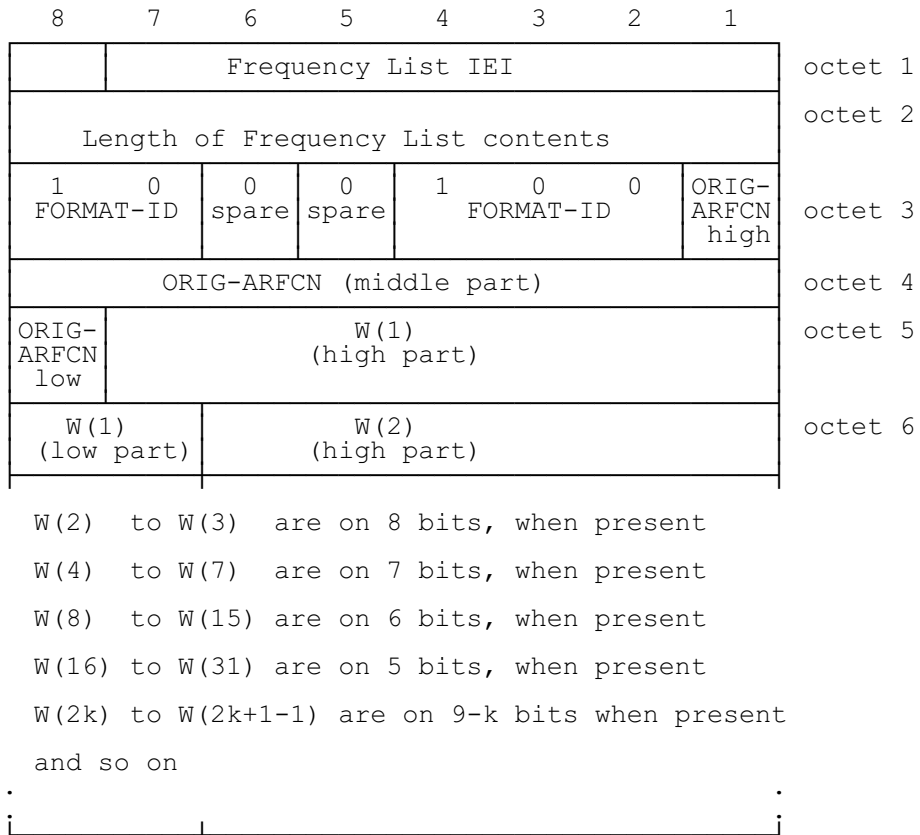 8 7 6 5 4 3 2 1
Frequency List IEI octet 1
octet 2
Length of Frequency List contents
1 0 0 0 1 0 0 ORIG-
FORMAT-ID spare spare FORMAT-ID ARFCN octet 3
high
ORIG-ARFCN (middle part) octet 4
ORIG- W(1) octet 5
ARFCN (high part)
low
W(1) W(2) octet 6
(low part) (high part)
W(2) to W(3) are on 8 bits, when present
W(4) to W(7) are on 7 bits, when present
W(8) to W(15) are on 6 bits, when present
W(16) to W(31) are on 5 bits, when present
W(2k) to W(2k+1-1) are on 9-k bits when present
and so on
. .
. .